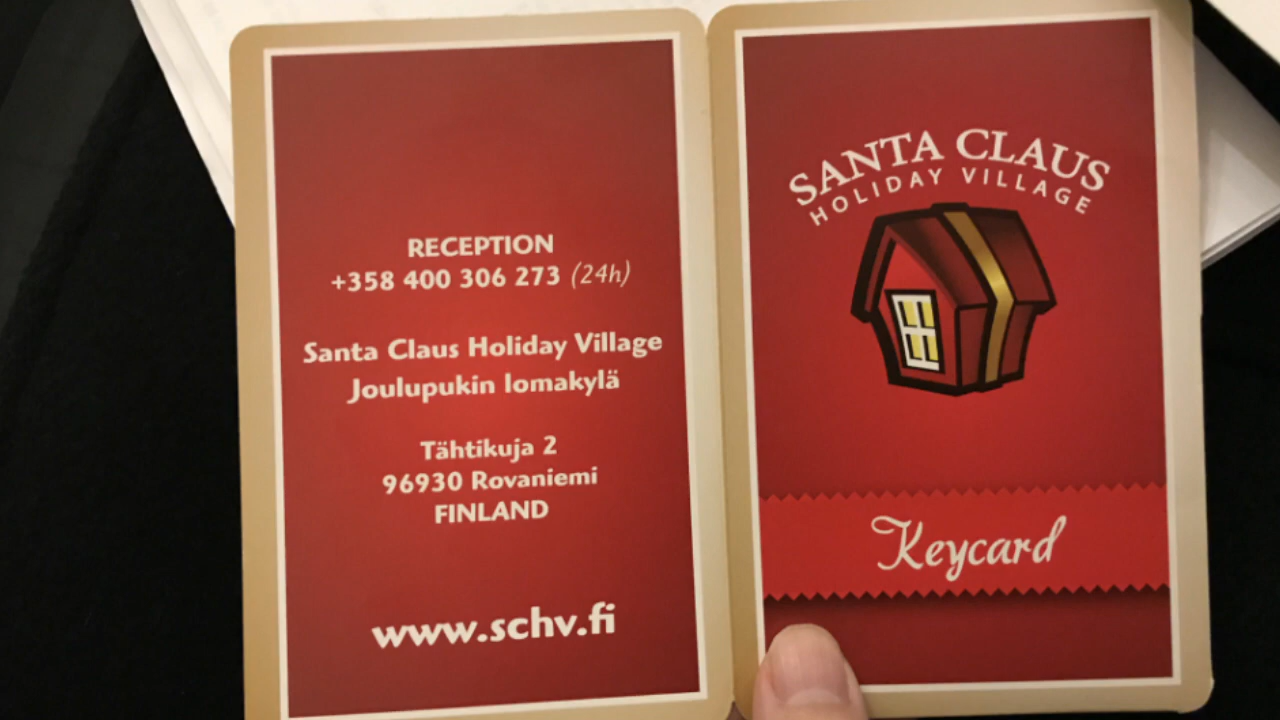 RECEPTION
+358 400 306 273 (24h)
Santa Claus Holiday Village
Joulupukin lomakylä
Tähtikuja 2
96930 Rovaniemi
FINLAND
www.schv.fi
SANTA CLAUS
HOLIDAY VILLAGE
Keycard